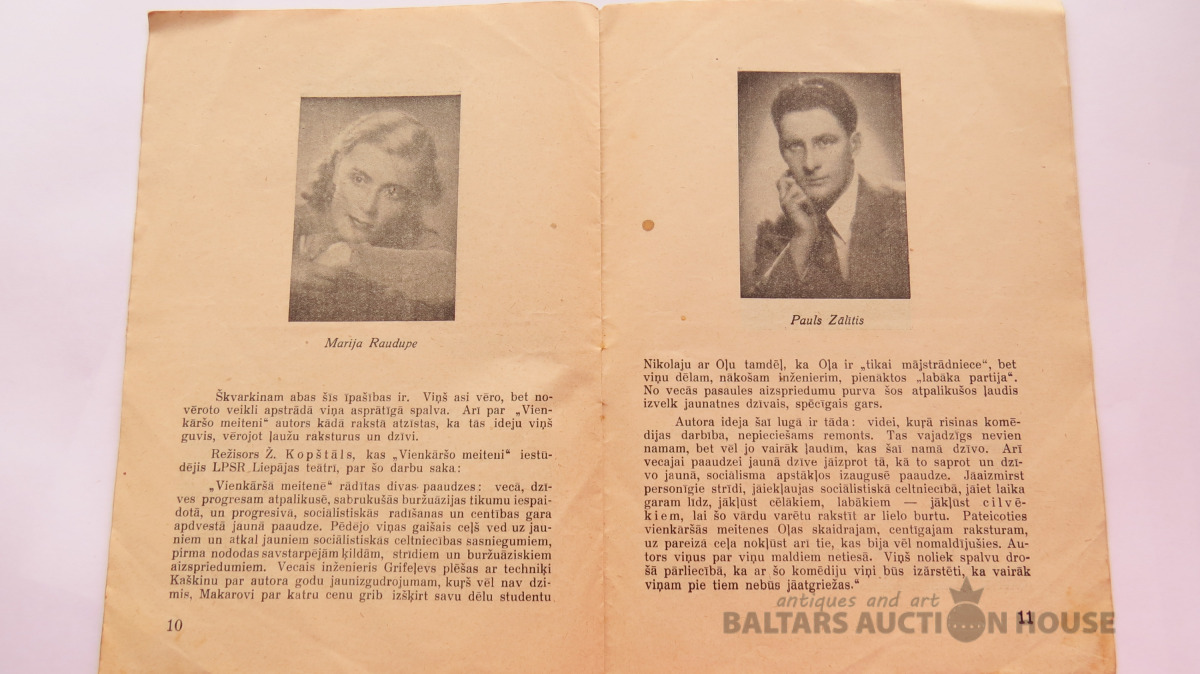 Marija Raudupe
Škvarkinam abas šīs īpašības ir. Viņš asi vēro, bet no-
vēroto veikli apstrādā viņa asprātīgā spalva. Arī par „Vien-
kāršo meiteni“ autors kādā rakstā atzīstas, ka tās ideju viņš
guvis, vērojot ļaužu raksturus un dzīvi.
Režisors Ž. Kopštāls, kas „Vienkāršo meiteni“ iestu-
dējis LPSR Liepājas teātrī, par šo darbu saka:
„Vienkāršā meitenē“ rādītas divas paaudzes: vecā, dzī-
ves progresam atpalikusē, sabrukušās buržuāzijas tikumu iespai-
dotā, un progresīvā, sociālistiskās radīšanas un centības gara
apdvestā jaunā paaudze. Pēdējo viņas gaišais ceļš ved uz jau-
niem un atkal jauniem sociālistiskās celtniecības sasniegumiem,
pirmā nododas savstarpējām ķildām, strīdiem un buržuāziskiem
aizspriedumiem. Vecais inženieris Grifeļevs plēšas ar techniķi
Kaškinu par autora godu jaunizgudrojumam, kuŗš vēl nav dzi-
mis, Makarovi par katru cenu grib izšķirt savu dēlu studentu
10
Pauls Zālītis
Nikolaju ar Oļu tamdēļ, ka Oļa ir „tikai mājstrādniece“, bet
viņu dēlam, nākošam inženierim, pienāktos „labāka partija“.
No vecās pasaules aizspriedumu purva šos atpalikušos ļaudis
izvelk jaunatnes dzīvais, spēcīgais gars.
Autora ideja šaī lugā ir tāda: videi, kuŗā risinas komē-
dijas darbība, nepieciešams remonts. Tas vajadzīgs nevien
namam, bet vēl jo vairāk ļaudīm, kas šaī namā dzīvo. Arī
vecajai paaudzei jaunā dzīve jāizprot tā, kā to saprot un dzī-
vo jaunā, sociālisma apstākļos izaugusē paaudze. Jāaizmirst
personīgie strīdi, jāiekļaujas sociālistiskā celtniecībā, jāiet laika
garam līdz, jākļūst cēlākiem, labākiem — jākļūst cilvē-
kiem, lai šo vārdu varētu rakstīt ar lielo burtu. Pateicoties
vienkāršās meitenes Oļas skaidrajam, centīgajam raksturam,
uz pareizā ceļa nokļūst arī tie, kas bija vēl nomaldījušies. Au-
tors viņus par viņu maldiem netiesā. Viņš noliek spalvu dro-
šā pārliecībā, ka ar šo komēdiju viņi būs izārstēti, ka vairāk
viņam pie tiem nebūs jāatgriežas.“
11
antiques and art
BALTARS AUCTION HOUSE